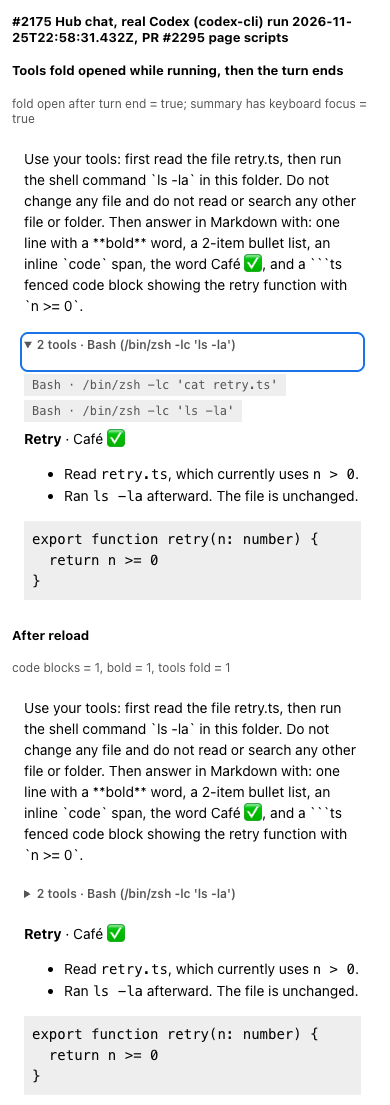 #2175 Hub chat, real Codex (codex-cli) run 2026-11-
25T22:58:31.432Z, PR #2295 page scripts
Tools fold opened while running, then the turn ends
fold open after turn end = true; summary has keyboard focus =
true
Use your tools: first read the file retry.ts, then run
the shell command `ls -la` in this folder. Do not
change any file and do not read or search any other
file or folder. Then answer in Markdown with: one
line with a **bold** word, a 2-item bullet list, an
inline `code` span, the word Café ✅, and a ```ts
fenced code block showing the retry function with
`n >= 0`.
▼ 2 tools · Bash (/bin/zsh -lc 'ls -la')
Bash · /bin/zsh -lc 'cat retry.ts'
Bash · /bin/zsh -lc 'ls -la'
Retry · Café ✅
• Read retry.ts, which currently uses n > 0.
• Ran ls -la afterward. The file is unchanged.
export function retry(n: number) {
  return n >= 0
}
After reload
code blocks = 1, bold = 1, tools fold = 1
Use your tools: first read the file retry.ts, then run
the shell command `ls -la` in this folder. Do not
change any file and do not read or search any other
file or folder. Then answer in Markdown with: one
line with a **bold** word, a 2-item bullet list, an
inline `code` span, the word Café ✅, and a ```ts
fenced code block showing the retry function with
`n >= 0`.
▶ 2 tools · Bash (/bin/zsh -lc 'ls -la')
Retry · Café ✅
• Read retry.ts, which currently uses n > 0.
• Ran ls -la afterward. The file is unchanged.
export function retry(n: number) {
  return n >= 0
}